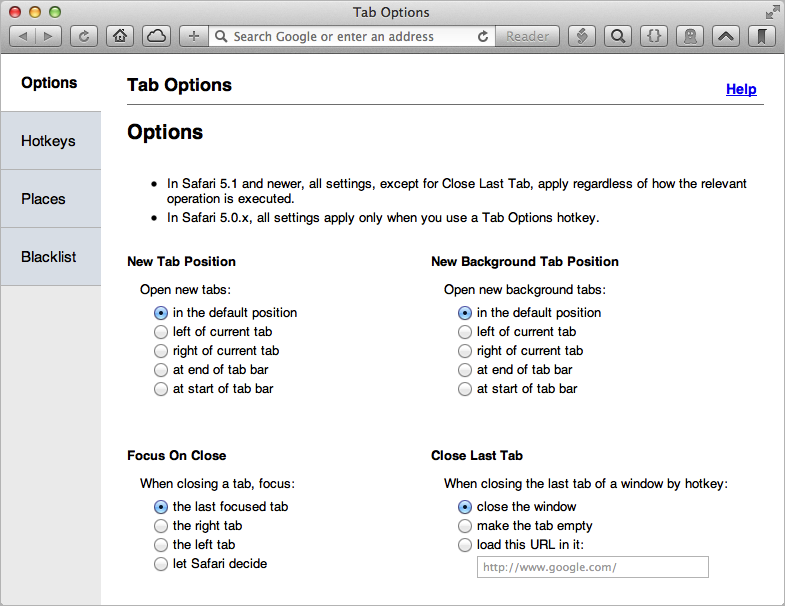 Tab Options
Search Google or enter an address
Reader
{}
Options
Hotkeys
Places
Blacklist
Tab Options
Help
Options
• In Safari 5.1 and newer, all settings, except for Close Last Tab, apply regardless of how the relevant
operation is executed.
• In Safari 5.0.x, all settings apply only when you use a Tab Options hotkey.
New Tab Position
Open new tabs:
in the default position
left of current tab
right of current tab
at end of tab bar
at start of tab bar
New Background Tab Position
Open new background tabs:
in the default position
left of current tab
right of current tab
at end of tab bar
at start of tab bar
Focus On Close
When closing a tab, focus:
the last focused tab
the right tab
the left tab
let Safari decide
Close Last Tab
When closing the last tab of a window by hotkey:
close the window
make the tab empty
load this URL in it:
http://www.google.com/